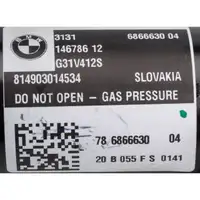 BMW
3131 6866630 04
146786 12
G31V412S
814903014534 SLOVAKIA
DO NOT OPEN - GAS PRESSURE
78 6866630 04
20 B 055 F S 0141